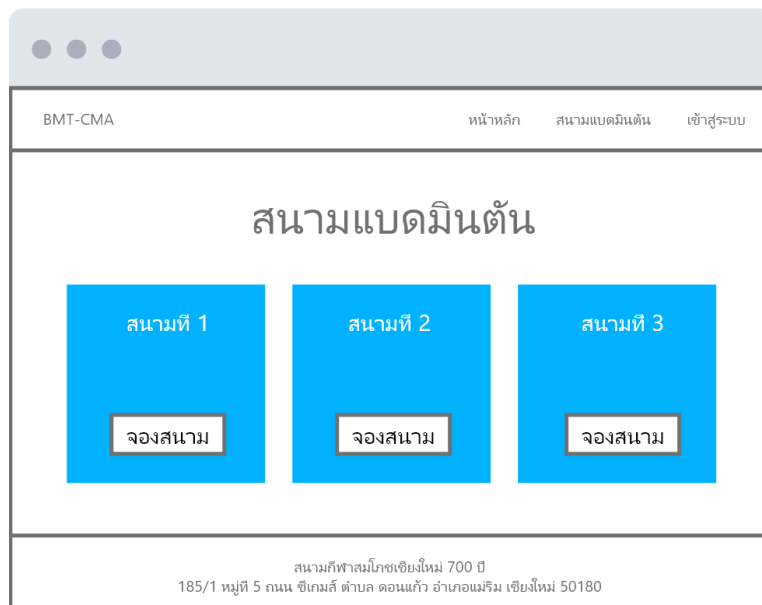 BMT-CMA
หน้าหลัก
สนามแบดมินตัน
เข้าสู่ระบบ
สนามแบดมินตัน
สนามที่ 1
สนามที่ 2
สนามที่ 3
จองสนาม
จองสนาม
จองสนาม
สนามกีฬาสมโภชเชียงใหม่ 700 ปี
185/1 หมู่ที่ 5 ถนน ซีเกมส์ ตำบล ดอนแก้ว อำเภอแม่ริม เชียงใหม่ 50180